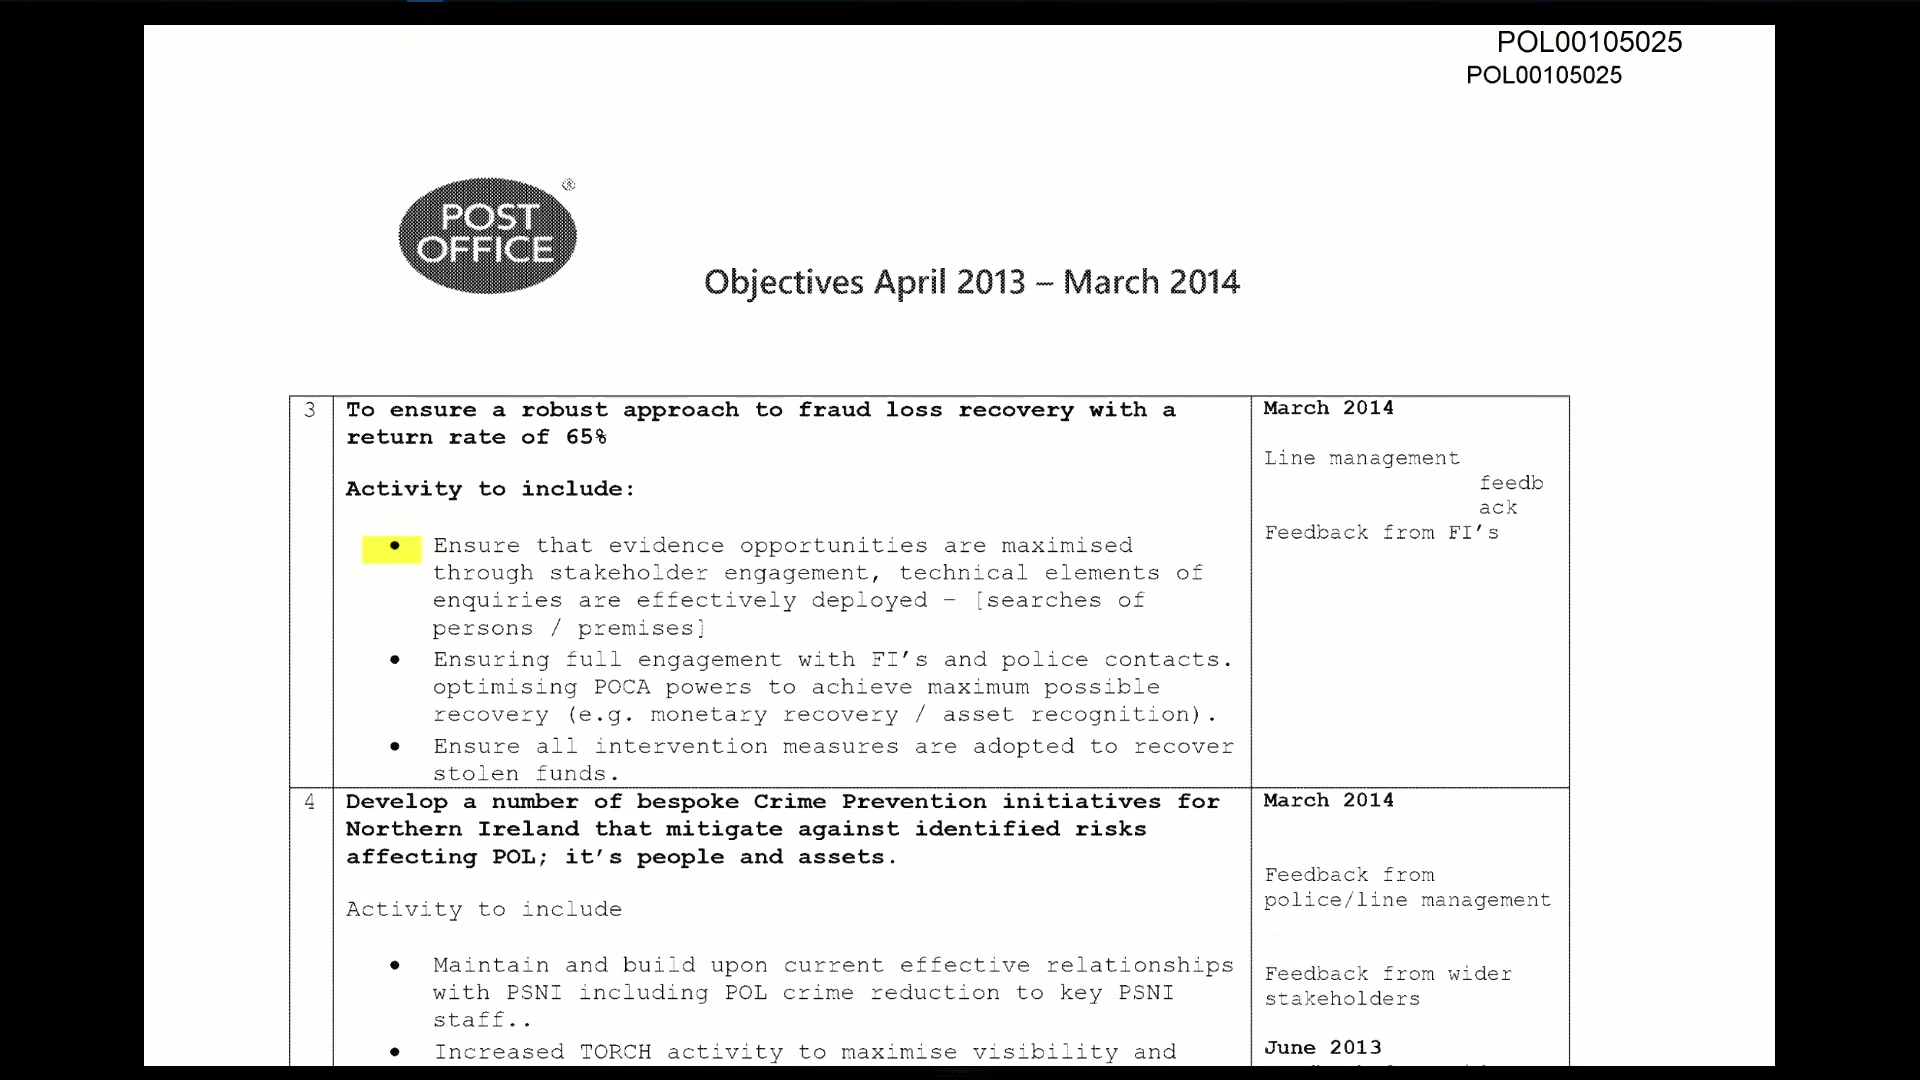 POL00105025
POL00105025
POST
OFFICE
®
Objectives April 2013 – March 2014
3
To ensure a robust approach to fraud loss recovery with a
return rate of 65%
Activity to include:
• Ensure that evidence opportunities are maximised
through stakeholder engagement, technical elements of
enquiries are effectively deployed – [searches of
persons / premises]
• Ensuring full engagement with FI’s and police contacts.
optimising POCA powers to achieve maximum possible
recovery (e.g. monetary recovery / asset recognition).
• Ensure all intervention measures are adopted to recover
stolen funds.
March 2014
Line management
feedb
ack
Feedback from FI’s
4
Develop a number of bespoke Crime Prevention initiatives for
Northern Ireland that mitigate against identified risks
affecting POL; it’s people and assets.
Activity to include
• Maintain and build upon current effective relationships
with PSNI including POL crime reduction to key PSNI
staff..
• Increased TORCH activity to maximise visibility and
March 2014
Feedback from
police/line management
Feedback from wider
stakeholders
June 2013